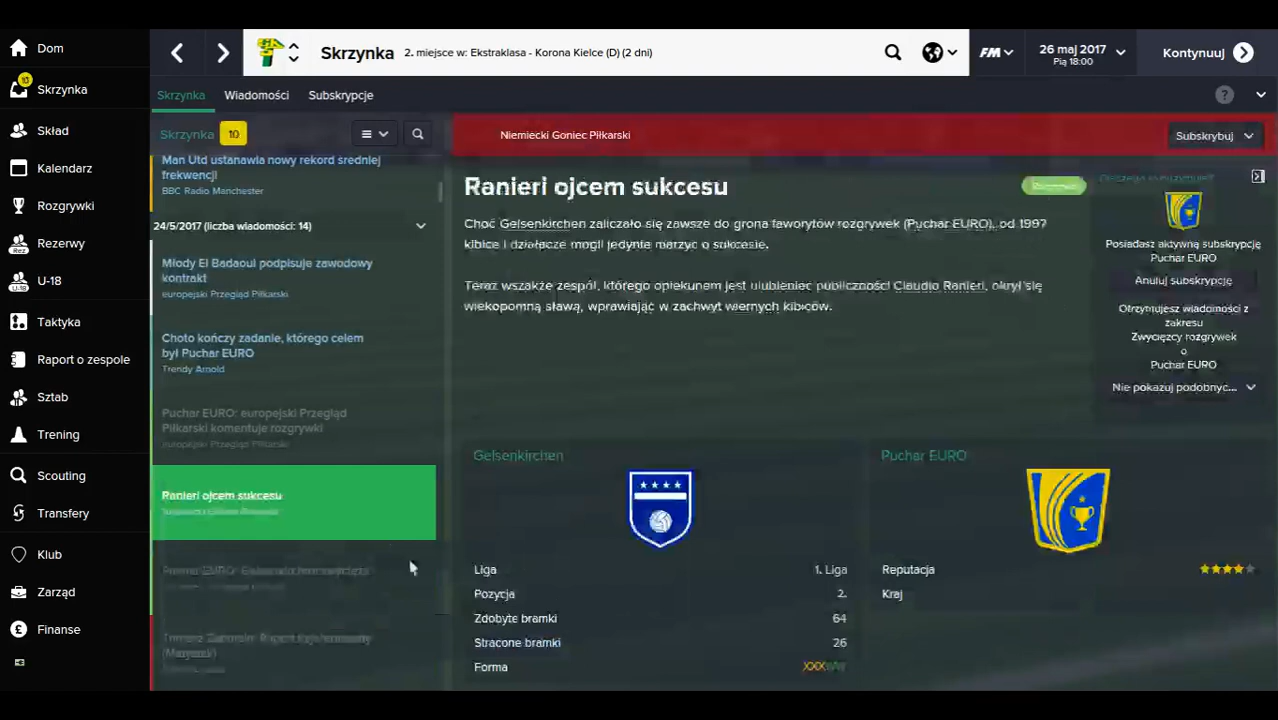 Dom
Skrzynka
10
Skład
Kalendarz
Rozgrywki
Rezerwy
Rez
U-18
U-18
Taktyka
Raport o zespole
Sztab
Trening
Scouting
Transfery
Klub
Zarząd
Finanse
Skrzynka
2. miejsce w: Ekstraklasa - Korona Kielce (D) (2 dni)
FM
26 maj 2017
Pią 18:00
Kontynuuj
Skrzynka
Wiadomości
Subskrypcje
?
Skrzynka
10
Man Utd ustanawia nowy rekord średniej
frekwencji
BBC Radio Manchester
24/5/2017 (liczba wiadomości: 14)
Młody El Badaoui podpisuje zawodowy
kontrakt
europejski Przegląd Piłkarski
Choto kończy zadanie, którego celem
był Puchar EURO
Trendy Arnold
Puchar EURO: europejski Przegląd
Piłkarski komentuje rozgrywki
europejski Przegląd Piłkarski
Ranieri ojcem sukcesu
Niemiecki Goniec Piłkarski
Subskrybuj
Ranieri ojcem sukcesu
Choć Gelsenkirchen zaliczało się zawsze do grona faworytów rozgrywek (Puchar EURO), od 1997
kibice i działacze mogli jedynie marzyć o sukcesie.
Teraz wszakże zespół, którego opiekunem jest ulubieniec publiczności Claudio Ranieri, okrył się
wiekopomną sławą, wprawiając w zachwyt wiernych kibiców.
Posiadasz aktywną subskrypcję
Puchar EURO
Anuluj subskrypcję
Otrzymujesz wiadomości z
zakresu
Zwycięzcy rozgrywek
o
Puchar EURO
Nie pokazuj podobnyc...
Gelsenkirchen
Liga 1. Liga
Pozycja 2.
Zdobyte bramki 64
Stracone bramki 26
Forma
Puchar EURO
Reputacja
Kraj